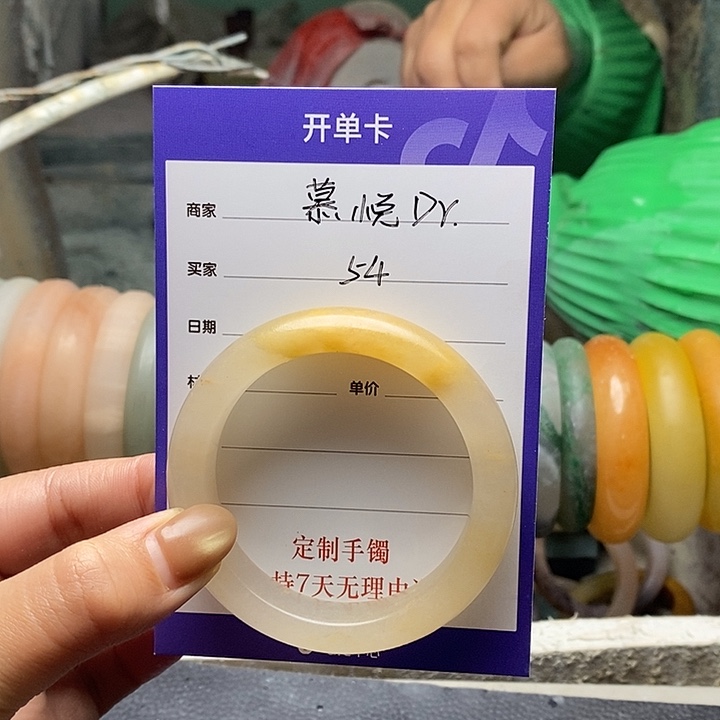 开单卡
商家 慕悦Dr.
买家 54
日期
单价
定制手镯
持7天无理由